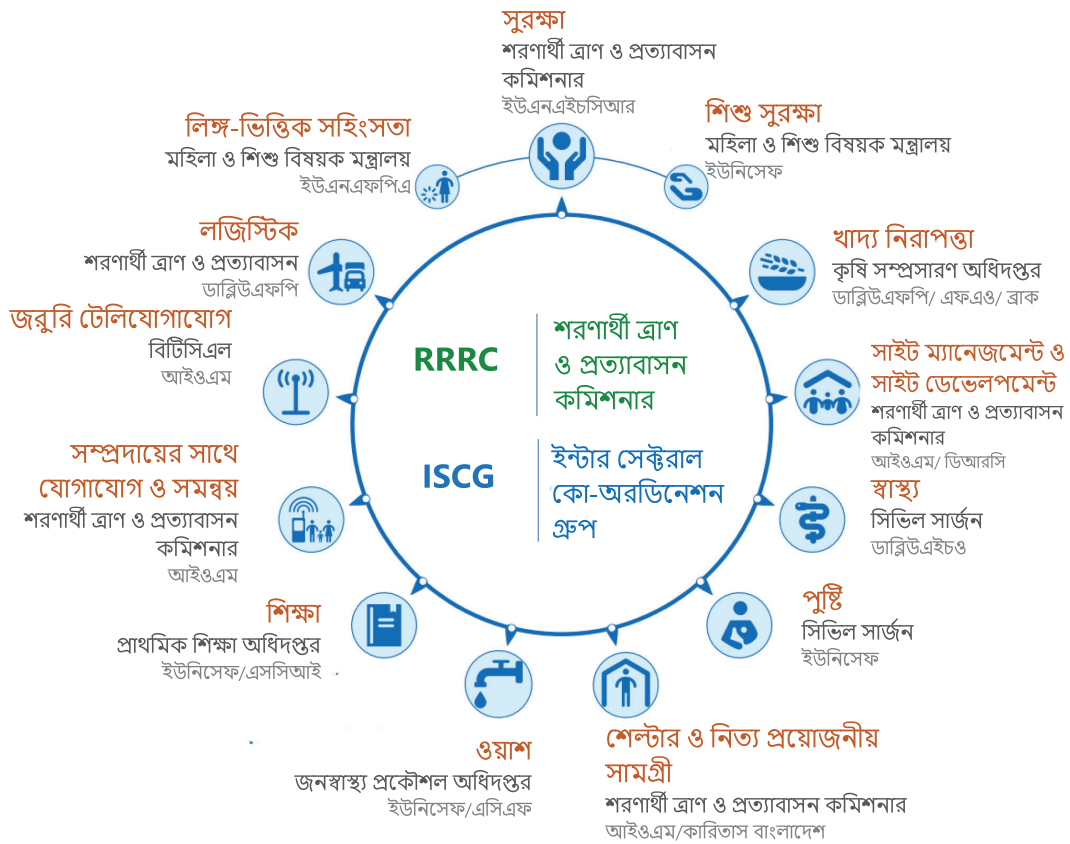 সুরক্ষা
শরণার্থী ত্রাণ ও প্রত্যাবাসন
কমিশনার
ইউএনএইচসিআর
শিশু সুরক্ষা
মহিলা ও শিশু বিষয়ক মন্ত্রালয়
ইউনিসেফ
লিঙ্গ-ভিত্তিক সহিংসতা
মহিলা ও শিশু বিষয়ক মন্ত্রালয়
ইউএনএফপিএ
লজিস্টিক
শরণার্থী ত্রাণ ও প্রত্যাবাসন
ডাব্লিউএফপি
খাদ্য নিরাপত্তা
কৃষি সম্প্রসারণ অধিদপ্তর
ডাব্লিউএফপি/ এফএও/ ব্রাক
জরুরি টেলিযোগাযোগ
বিটিসিএল
আইওএম
RRRC
শরণার্থী ত্রাণ
ও প্রত্যাবাসন
কমিশনার
সাইট ম্যানেজমেন্ট ও
সাইট ডেভেলপমেন্ট
শরণার্থী ত্রাণ ও প্রত্যাবাসন
কমিশনার
আইওএম/ ডিআরসি
সম্প্রদায়ের সাথে
যোগাযোগ ও সমন্বয়
শরণার্থী ত্রাণ ও প্রত্যাবাসন
কমিশনার
আইওএম
ISCG
ইন্টার সেক্টরাল
কো-অরডিনেশন
গ্রুপ
স্বাস্থ্য
সিভিল সার্জন
ডাব্লিউএইচও
শিক্ষা
প্রাথমিক শিক্ষা অধিদপ্তর
ইউনিসেফ/এসসিআই
পুষ্টি
সিভিল সার্জন
ইউনিসেফ
ওয়াশ
জনস্বাস্থ্য প্রকৌশল অধিদপ্তর
ইউনিসেফ/এসিএফ
শেল্টার ও নিত্য প্রয়োজনীয়
সামগ্রী
শরণার্থী ত্রাণ ও প্রত্যাবাসন কমিশনার
আইওএম/কারিতাস বাংলাদেশ